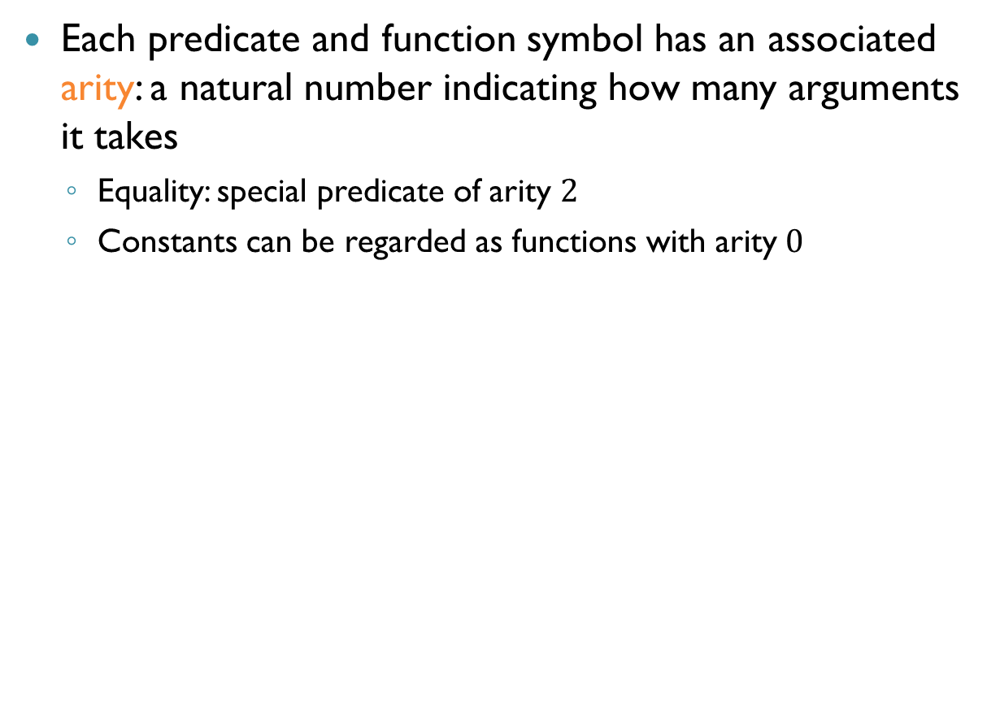 • Each predicate and function symbol has an associated
arity: a natural number indicating how many arguments
it takes
◦ Equality: special predicate of arity 2
◦ Constants can be regarded as functions with arity 0